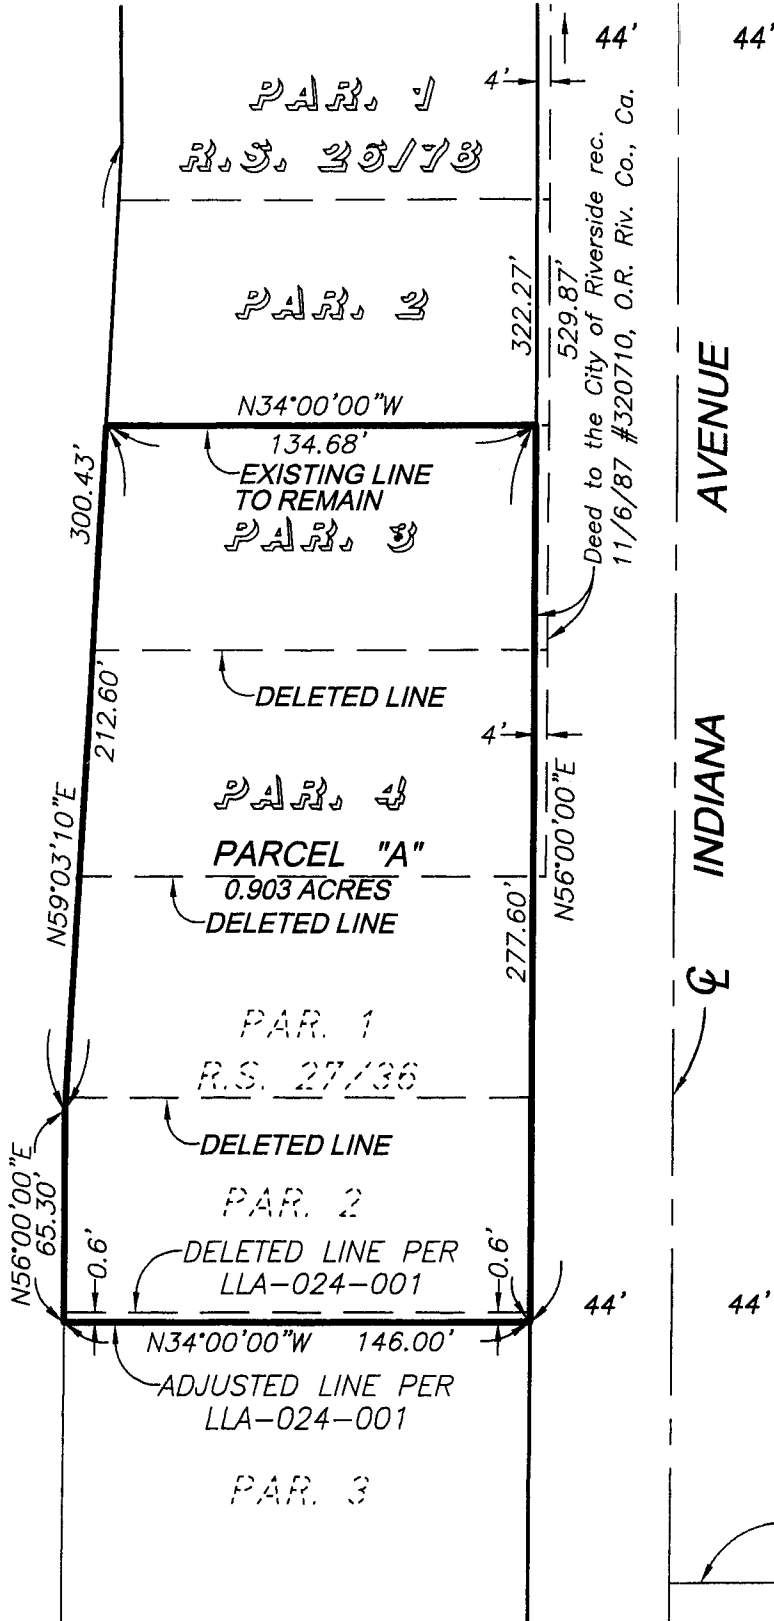 44'
44'
4'
PAR. 1
R.S. 26/78
Deed to the City of Riverside rec.
11/6/87 #320710, O.R. Riv. Co., Ca.
322.27'
529.87'
PAR. 2
N34°00'00"W
134.68'
EXISTING LINE
TO REMAIN
300.43'
PAR. 3
AVENUE
DELETED LINE
212.60'
4'
PAR. 4
N56°00'00"E
INDIANA
PARCEL "A"
0.903 ACRES
DELETED LINE
N59°03'10"E
277.60'
℄
PAR. 1
R.S. 27/36
DELETED LINE
N56°00'00"E
65.30'
PAR. 2
0.6'
DELETED LINE PER
LLA-024-001
0.6'
44'
44'
N34°00'00"W 146.00'
ADJUSTED LINE PER
LLA-024-001
PAR. 3